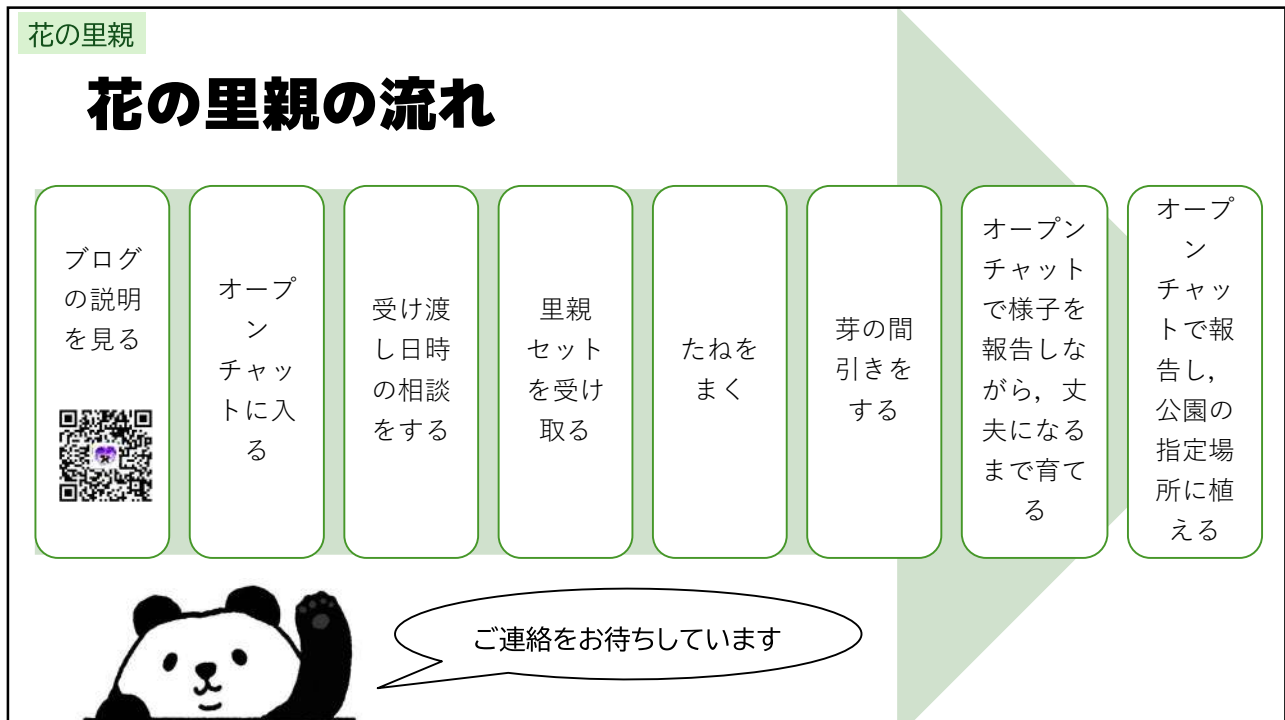 花の里親
花の里親の流れ
ブログ
の説明
を見る
オープ
ン
チャッ
トに入
る
受け渡
し日時
の相談
をする
里親
セット
を受け
取る
たねを
まく
芽の間
引きを
する
オープン
チャット
で様子を
報告しな
がら，丈
夫になる
まで育て
る
オープ
ン
チャッ
トで報
告し，
公園の
指定場
所に植
える
ご連絡をお待ちしています